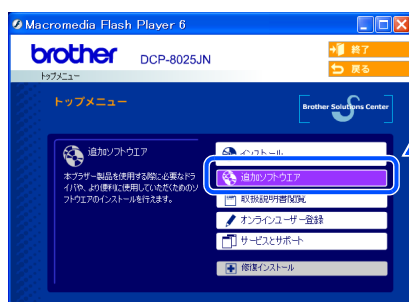 Macromedia Flash Player 6
brother
DCP-8025JN
終了
戻る
トップメニュー
トップメニュー
Brother Solutions Center
追加ソフトウエア
本ブラザー製品を使用する際に必要なドラ
イバや、より便利に使用していただくためのソ
フトウエアのインストールを行えます。
インストール
追加ソフトウエア
取扱説明書閲覧
オンラインユーザー登録
サービスとサポート
修復インストール
4